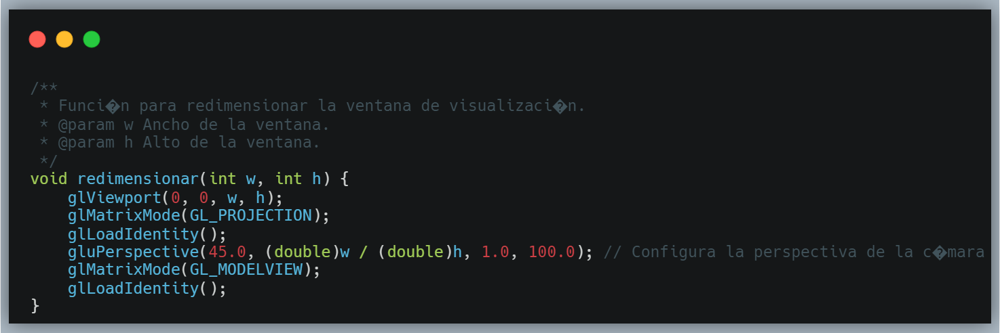 /**
 * Funci�n para redimensionar la ventana de visualizaci�n.
 * @param w Ancho de la ventana.
 * @param h Alto de la ventana.
 */
void redimensionar(int w, int h) {
    glViewport(0, 0, w, h);
    glMatrixMode(GL_PROJECTION);
    glLoadIdentity();
    gluPerspective(45.0, (double)w / (double)h, 1.0, 100.0); // Configura la perspectiva de la c�mara
    glMatrixMode(GL_MODELVIEW);
    glLoadIdentity();
}